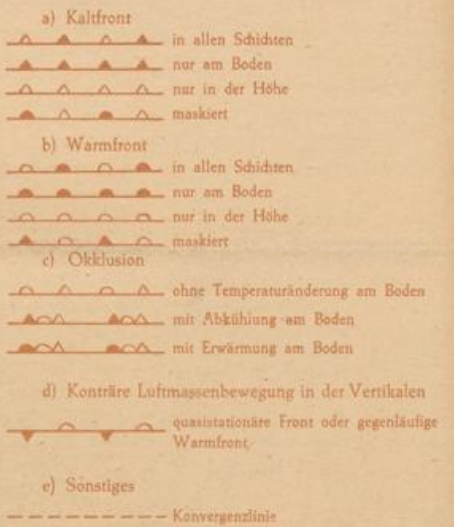 a) Kaltfront
in allen Schichten
nur am Boden
nur in der Höhe
maskiert
b) Warmfront
in allen Schichten
nur am Boden
nur in der Höhe
maskiert
c) Okklusion
ohne Temperaturänderung am Boden
mit Abkühlung am Boden
mit Erwärmung am Boden
d) Konträre Luftmassenbewegung in der Vertikalen
quasistationäre Front oder gegenläufige
Warmfront
e) Sonstiges
Konvergenzlinie